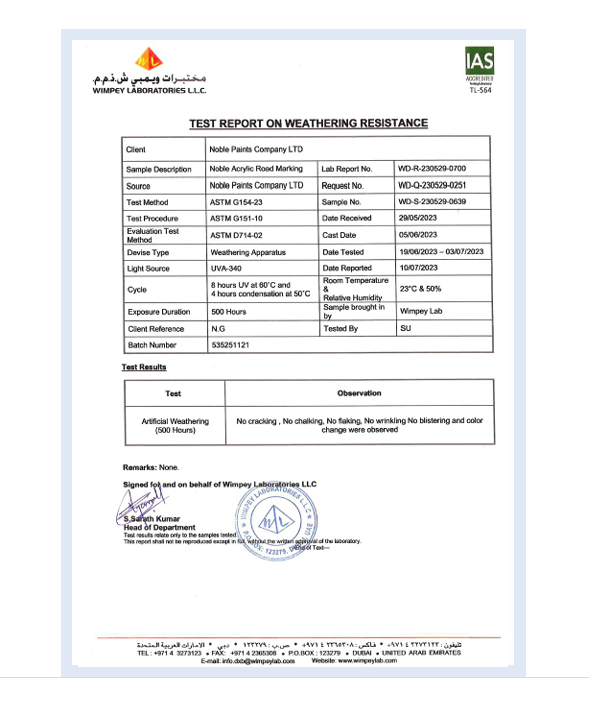 مختبرات ويمبي ش.ذ.م.م.
WIMPEY LABORATORIES L.L.C.
IAS
ACCREDITED
Testing Laboratory
TL-564
TEST REPORT ON WEATHERING RESISTANCE
Client Noble Paints Company LTD
Sample Description Noble Acrylic Road Marking Lab Report No. WD-R-230529-0700
Source Noble Paints Company LTD Request No. WD-Q-230529-0251
Test Method ASTM G154-23 Sample No. WD-S-230529-0639
Test Procedure ASTM G151-10 Date Received 29/05/2023
Evaluation Test Method ASTM D714-02 Cast Date 05/06/2023
Devise Type Weathering Apparatus Date Tested 19/06/2023 – 03/07/2023
Light Source UVA-340 Date Reported 10/07/2023
Cycle 8 hours UV at 60°C and 4 hours condensation at 50°C Room Temperature & Relative Humidity 23°C & 50%
Exposure Duration 500 Hours Sample brought in by Wimpey Lab
Client Reference N.G Tested By SU
Batch Number 535251121
Test Results
Test Observation
Artificial Weathering (500 Hours) No cracking , No chalking, No flaking, No wrinkling No blistering and color change were observed
Remarks: None.
Signed for and on behalf of Wimpey Laboratories LLC
S.Sarath Kumar
Head of Department
Test results relate only to the samples tested
This report shall not be reproduced except in full, without the written approval of the laboratory.
End of Text—
WIMPEY LABORATORIES L.L.C
P.O.BOX: 123279, DUBAI, UAE
WL
تليفون : ٣٢٧٣١٢٣ ٤ ٩٧١+ • فـاكس : ٢٣٦٥٣٠٨ ٤ ٩٧١+ • ص.ب : ١٢٣٢٧٩ • دبي • الامارات العربية المتحدة
TEL : +971 4 3273123 • FAX: +971 4 2365308 • P.O.BOX : 123279 • DUBAI • UNITED ARAB EMIRATES
E-mail: info.dxb@wimpeylab.com Website: www.wimpeylab.com